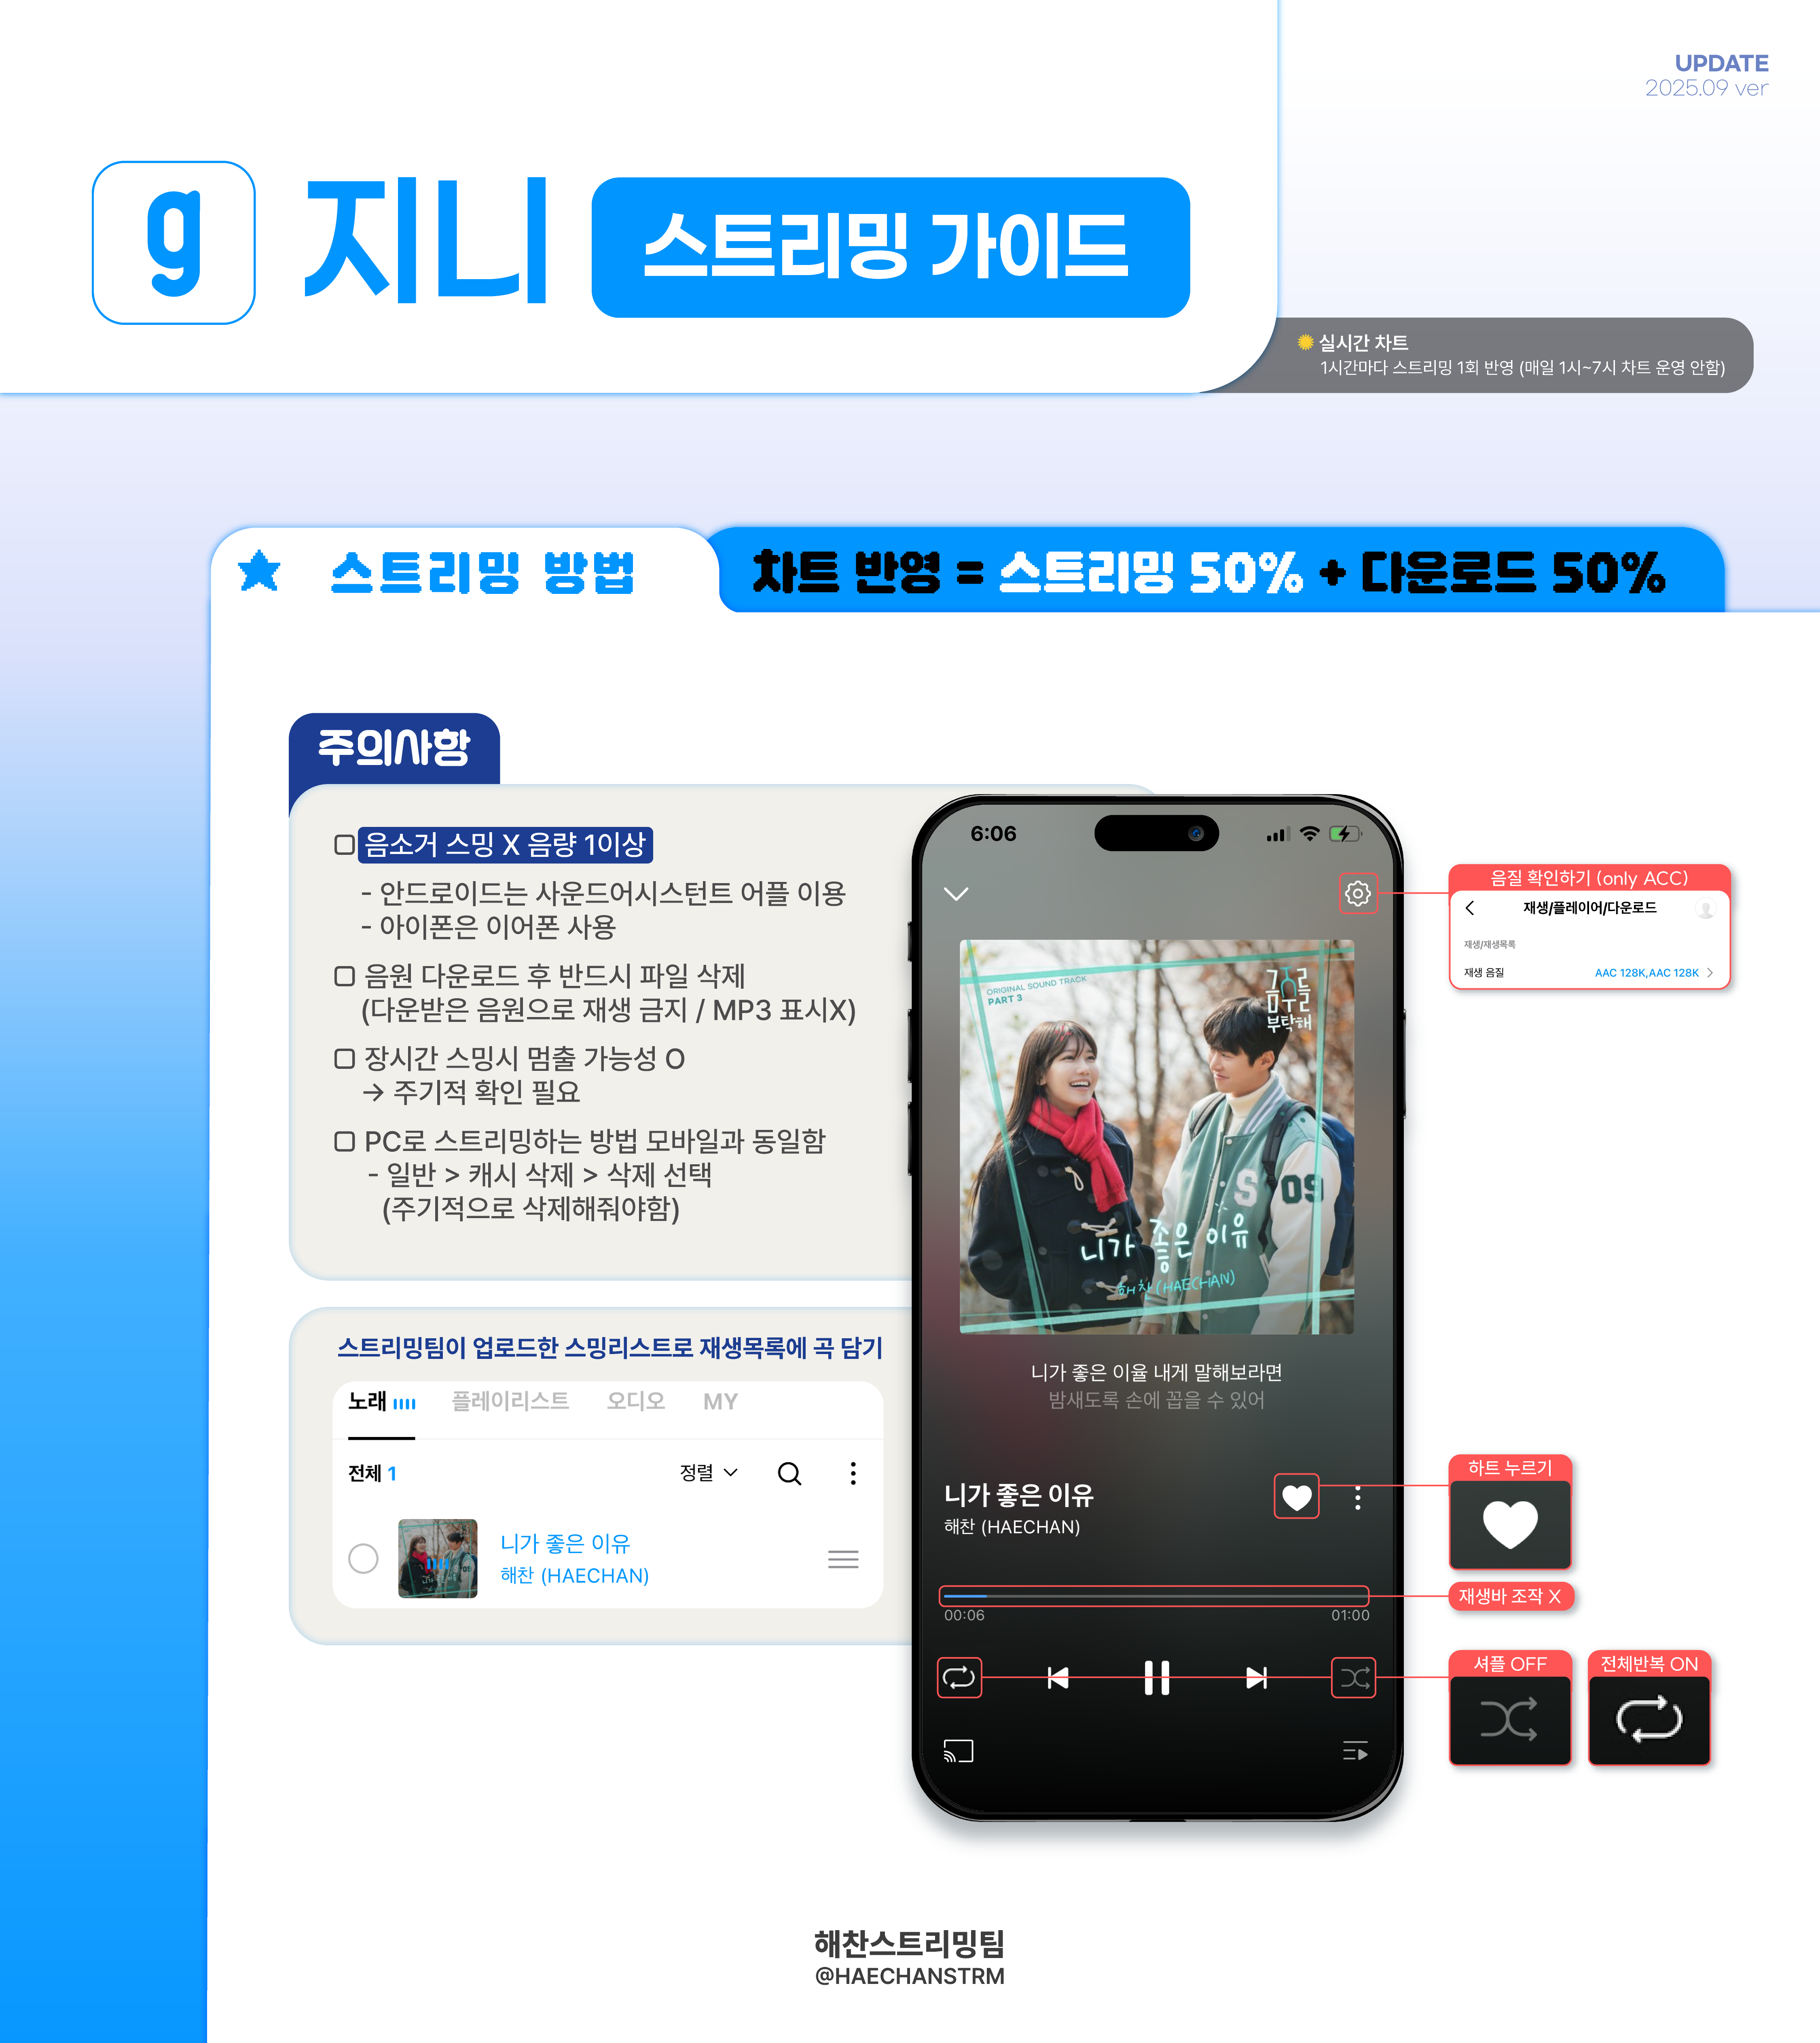 UPDATE
2025.09 ver
g 지니 스트리밍 가이드
실시간 차트
1시간마다 스트리밍 1회 반영 (매일 1시~7시 차트 운영 안함)
스트리밍 방법
차트 반영 = 스트리밍 50% + 다운로드 50%
주의사항
음소거 스밍 X 음량 1이상
- 안드로이드는 사운드어시스턴트 어플 이용
- 아이폰은 이어폰 사용
음원 다운로드 후 반드시 파일 삭제
(다운받은 음원으로 재생 금지 / MP3 표시X)
장시간 스밍시 멈출 가능성 O
→ 주기적 확인 필요
PC로 스트리밍하는 방법 모바일과 동일함
- 일반 > 캐시 삭제 > 삭제 선택
(주기적으로 삭제해줘야함)
스트리밍팀이 업로드한 스밍리스트로 재생목록에 곡 담기
노래 플레이리스트 오디오 MY
전체 1 정렬
니가 좋은 이유
해찬 (HAECHAN)
6:06
ORIGINAL SOUND TRACK
PART 3
금주를
부탁해
S 09
니가 좋은 이유
해찬 (HAECHAN)
니가 좋은 이율 내게 말해보라면
밤새도록 손에 꼽을 수 있어
니가 좋은 이유
해찬 (HAECHAN)
00:06 01:00
음질 확인하기 (only ACC)
재생/플레이어/다운로드
재생/재생목록
재생 음질 AAC 128K,AAC 128K
하트 누르기
재생바 조작 X
셔플 OFF 전체반복 ON
해찬스트리밍팀
@HAECHANSTRM